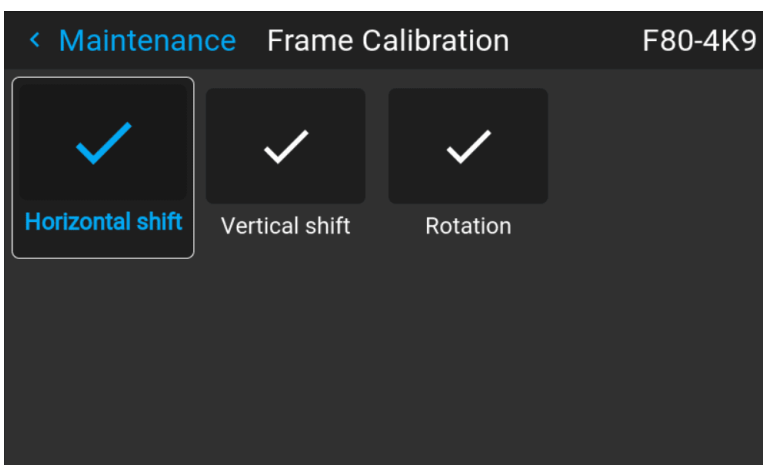 Maintenance Frame Calibration F80-4K9
Horizontal shift Vertical shift Rotation